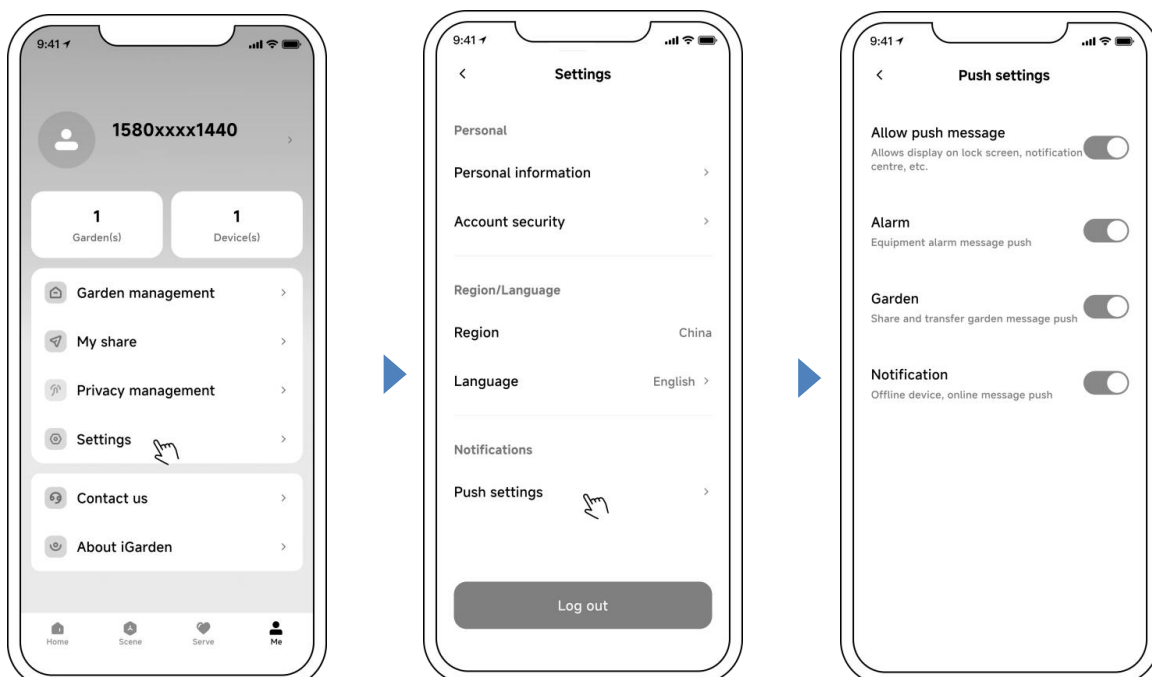 9:41
1580xxxx1440
1
Garden(s)
1
Device(s)
Garden management
My share
Privacy management
Settings
Contact us
About iGarden
Home
Scene
Serve
Me
9:41
Settings
Personal
Personal information
Account security
Region/Language
Region
China
Language
English
Notifications
Push settings
Log out
9:41
Push settings
Allow push message
Allows display on lock screen, notification
centre, etc.
Alarm
Equipment alarm message push
Garden
Share and transfer garden message push
Notification
Offline device, online message push